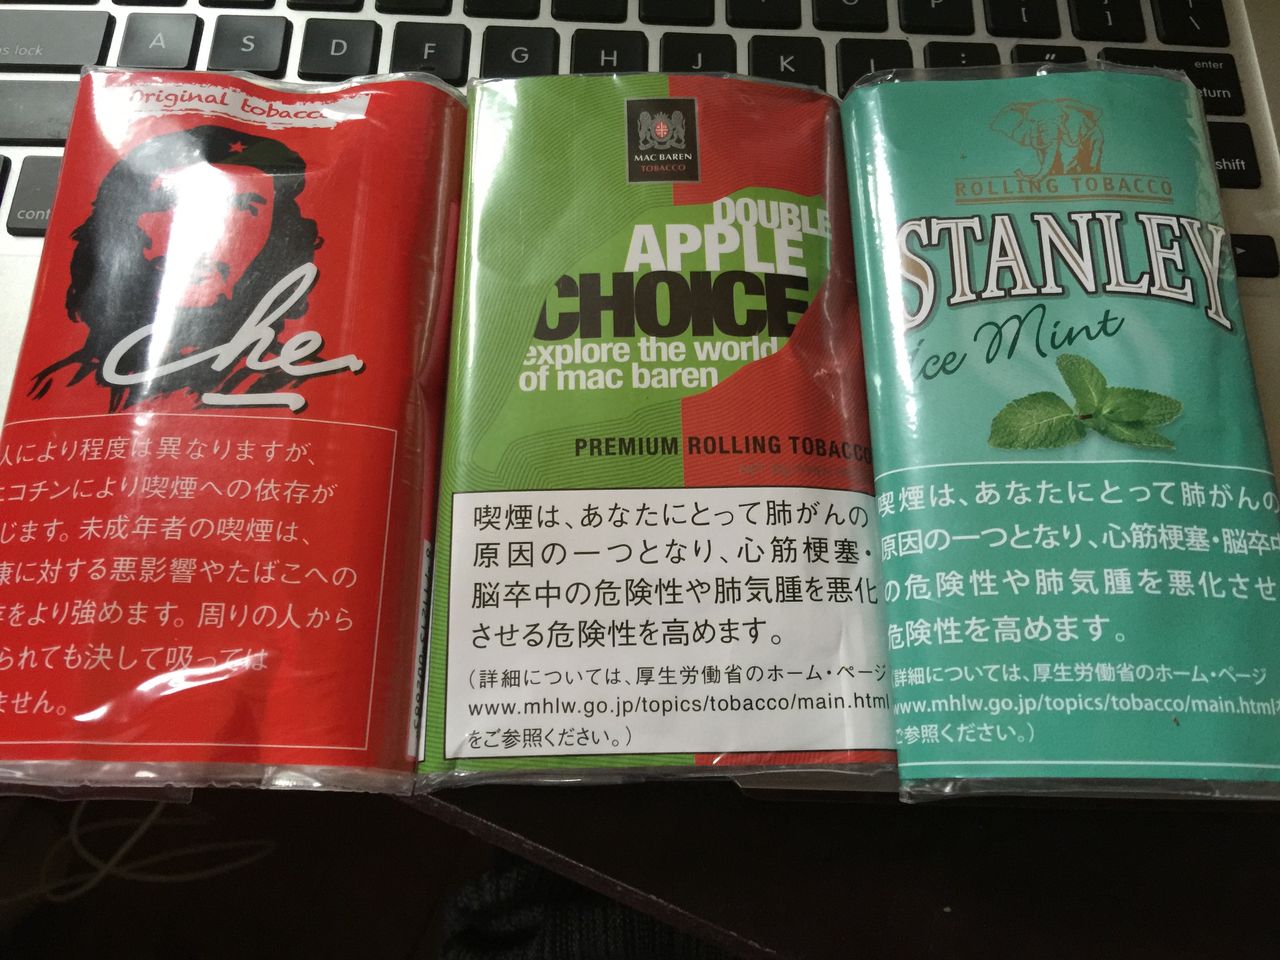 A
S
D
F
G
H
J
K
L
:
;
"
'
{
[
}
]
|
\
enter
return
shift
Original tobacco
Che
人により程度は異なりますが、
ニコチンにより喫煙への依存が
じます。未成年者の喫煙は、
康に対する悪影響やたばこへの
をより強めます。周りの人から
られても決して吸っては
ません。
MAC BAREN
TOBACCO
DOUBLE
APPLE
CHOICE
explore the world
of mac baren
PREMIUM ROLLING TOBACCO
喫煙は、あなたにとって肺がんの
原因の一つとなり、心筋梗塞・
脳卒中の危険性や肺気腫を悪化
させる危険性を高めます。
(詳細については、厚生労働省のホーム・ページ
www.mhlw.go.jp/topics/tobacco/main.html
をご参照ください。)
ROLLING TOBACCO
STANLEY
Ice Mint
喫煙は、あなたにとって肺がんの
原因の一つとなり、心筋梗塞・脳卒中
の危険性や肺気腫を悪化させ
危険性を高めます。
(詳細については、厚生労働省のホーム・ページ
www.mhlw.go.jp/topics/tobacco/main.html
ご参照ください。)